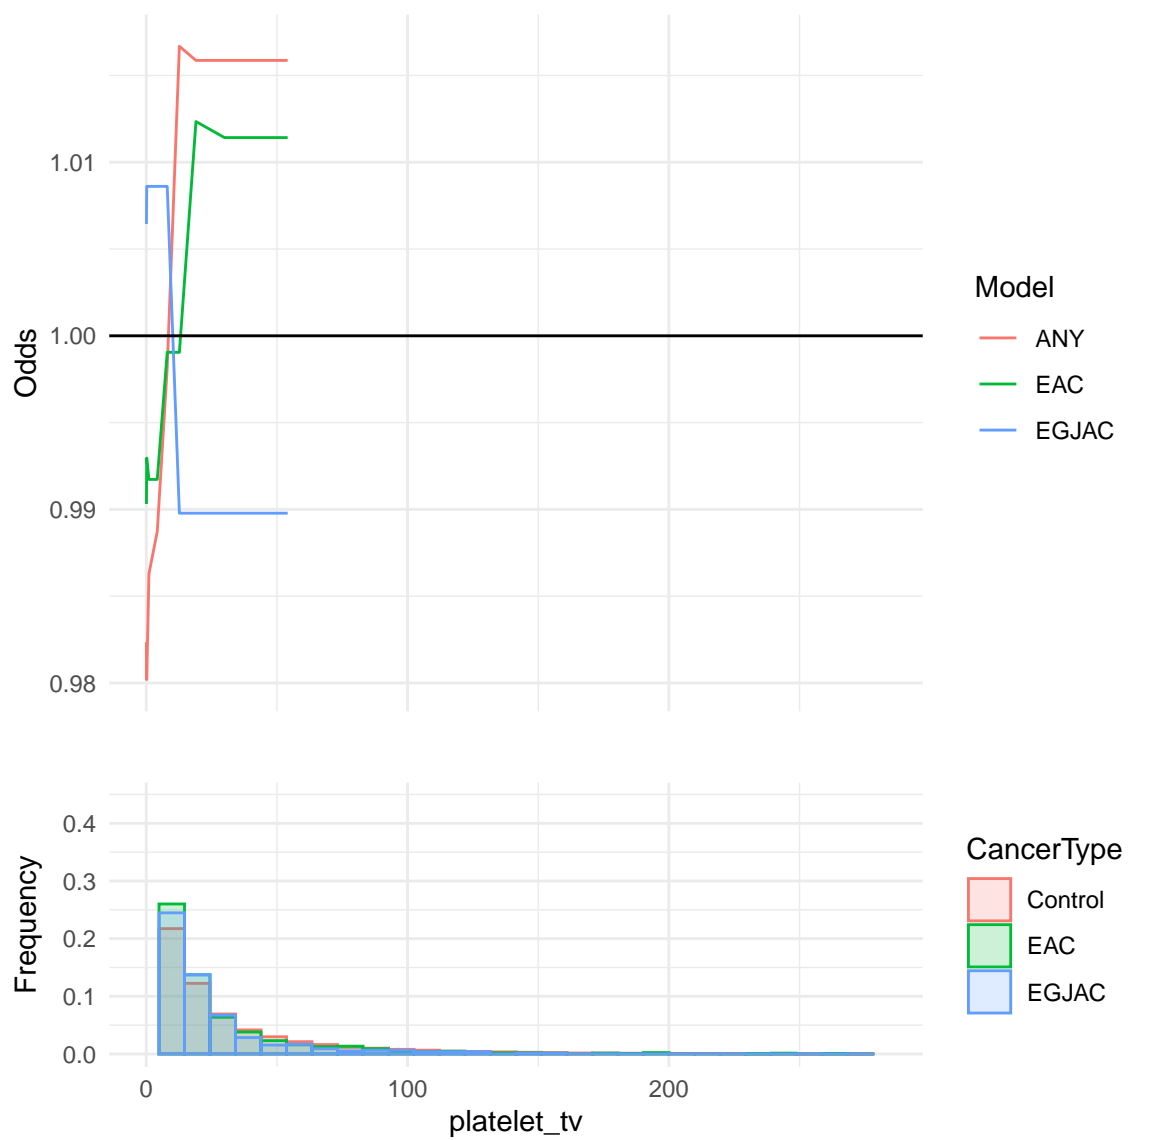 Odds
1.01
1.00
0.99
0.98
Model
ANY
EAC
EGJAC
Frequency
0.4
0.3
0.2
0.1
0.0
0
100
200
platelet_tv
CancerType
Control
EAC
EGJAC